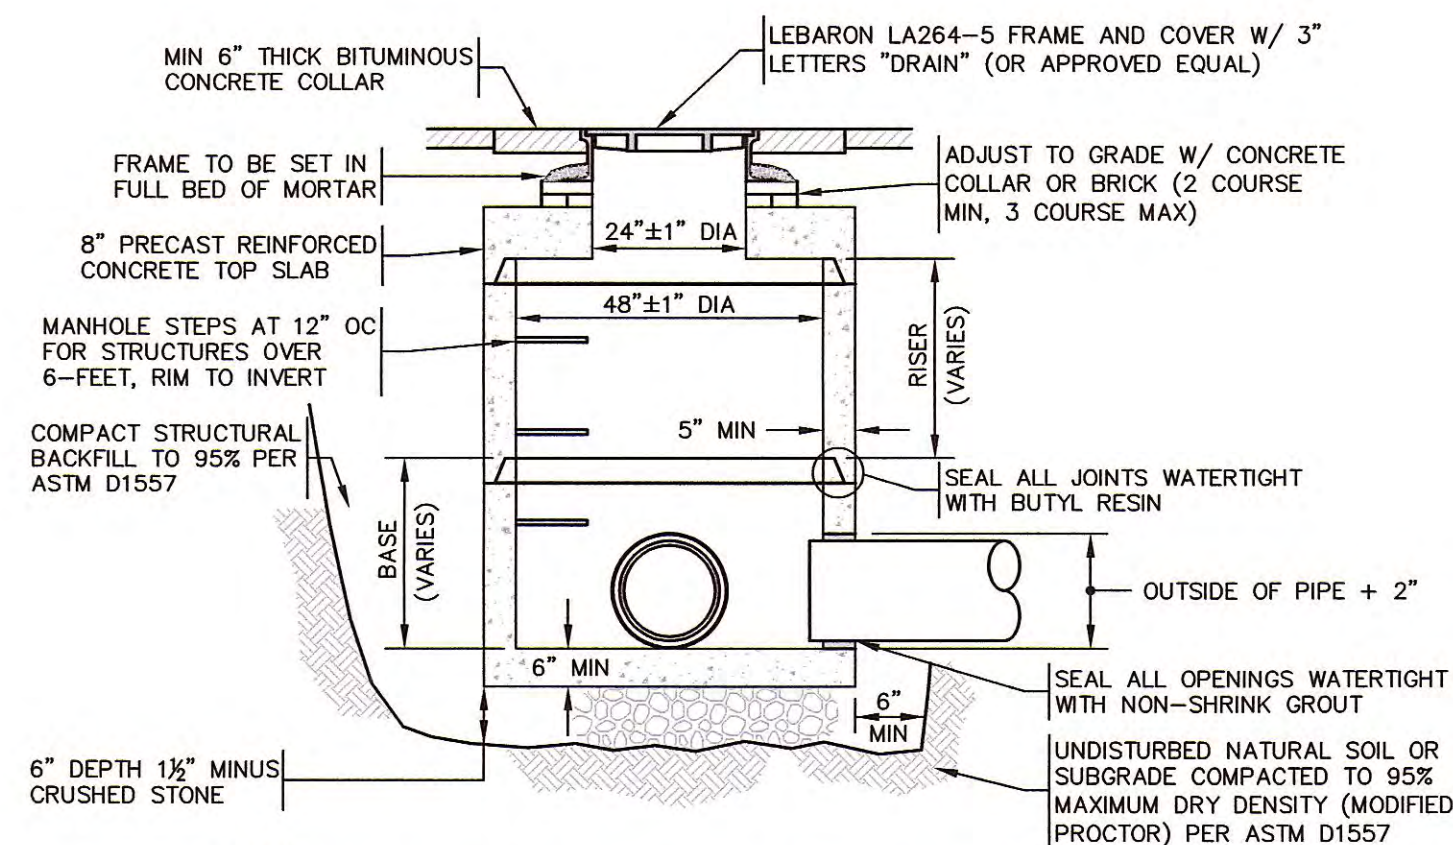 MIN 6" THICK BITUMINOUS
CONCRETE COLLAR
LEBARON LA264-5 FRAME AND COVER W/ 3"
LETTERS "DRAIN" (OR APPROVED EQUAL)
FRAME TO BE SET IN
FULL BED OF MORTAR
ADJUST TO GRADE W/ CONCRETE
COLLAR OR BRICK (2 COURSE
MIN, 3 COURSE MAX)
8" PRECAST REINFORCED
CONCRETE TOP SLAB
24"±1" DIA
48"±1" DIA
MANHOLE STEPS AT 12" OC
FOR STRUCTURES OVER
6-FEET, RIM TO INVERT
RISER
(VARIES)
5" MIN
COMPACT STRUCTURAL
BACKFILL TO 95% PER
ASTM D1557
SEAL ALL JOINTS WATERTIGHT
WITH BUTYL RESIN
BASE
(VARIES)
OUTSIDE OF PIPE + 2"
6" MIN
SEAL ALL OPENINGS WATERTIGHT
WITH NON-SHRINK GROUT
6"
MIN
6" DEPTH 1½" MINUS
CRUSHED STONE
UNDISTURBED NATURAL SOIL OR
SUBGRADE COMPACTED TO 95%
MAXIMUM DRY DENSITY (MODIFIED
PROCTOR) PER ASTM D1557